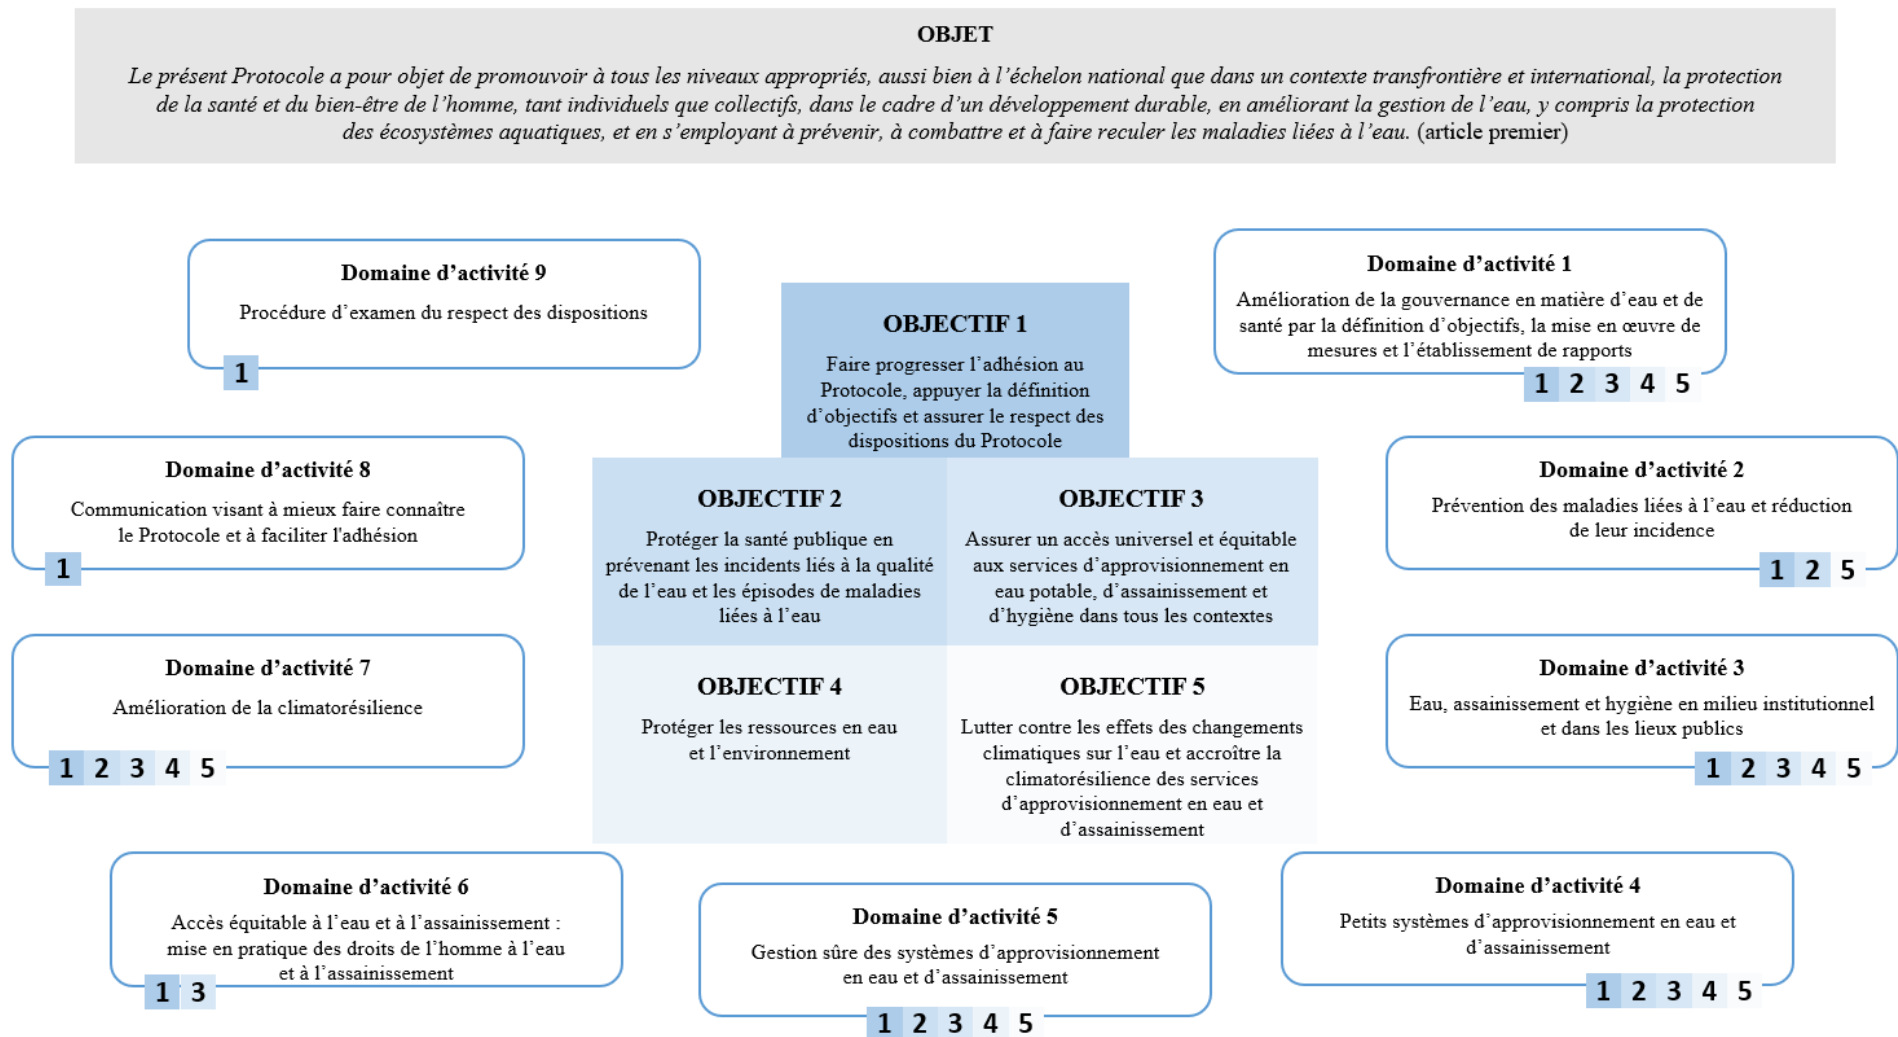 OBJET
Le présent Protocole a pour objet de promouvoir à tous les niveaux appropriés, aussi bien à l’échelon national que dans un contexte transfrontière et international, la protection
de la santé et du bien-être de l’homme, tant individuels que collectifs, dans le cadre d’un développement durable, en améliorant la gestion de l’eau, y compris la protection
des écosystèmes aquatiques, et en s’employant à prévenir, à combattre et à faire reculer les maladies liées à l’eau. (article premier)
Domaine d’activité 9
Procédure d’examen du respect des dispositions
1
OBJECTIF 1
Faire progresser l’adhésion au
Protocole, appuyer la définition
d’objectifs et assurer le respect des
dispositions du Protocole
Domaine d’activité 1
Amélioration de la gouvernance en matière d’eau et de
santé par la définition d’objectifs, la mise en œuvre de
mesures et l’établissement de rapports
1 2 3 4 5
Domaine d’activité 8
Communication visant à mieux faire connaître
le Protocole et à faciliter l'adhésion
1
OBJECTIF 2
Protéger la santé publique en
prévenant les incidents liés à la qualité
de l’eau et les épisodes de maladies
liées à l’eau
OBJECTIF 3
Assurer un accès universel et équitable
aux services d’approvisionnement en
eau potable, d’assainissement et
d’hygiène dans tous les contextes
Domaine d’activité 2
Prévention des maladies liées à l’eau et réduction
de leur incidence
1 2 5
Domaine d’activité 7
Amélioration de la climatorésilience
1 2 3 4 5
OBJECTIF 4
Protéger les ressources en eau
et l’environnement
OBJECTIF 5
Lutter contre les effets des changements
climatiques sur l’eau et accroître la
climatorésilience des services
d’approvisionnement en eau et
d’assainissement
Domaine d’activité 3
Eau, assainissement et hygiène en milieu institutionnel
et dans les lieux publics
1 2 3 4 5
Domaine d’activité 6
Accès équitable à l’eau et à l’assainissement :
mise en pratique des droits de l’homme à l’eau
et à l’assainissement
1 3
Domaine d’activité 5
Gestion sûre des systèmes d’approvisionnement
en eau et d’assainissement
1 2 3 4 5
Domaine d’activité 4
Petits systèmes d’approvisionnement en eau et
d’assainissement
1 2 3 4 5